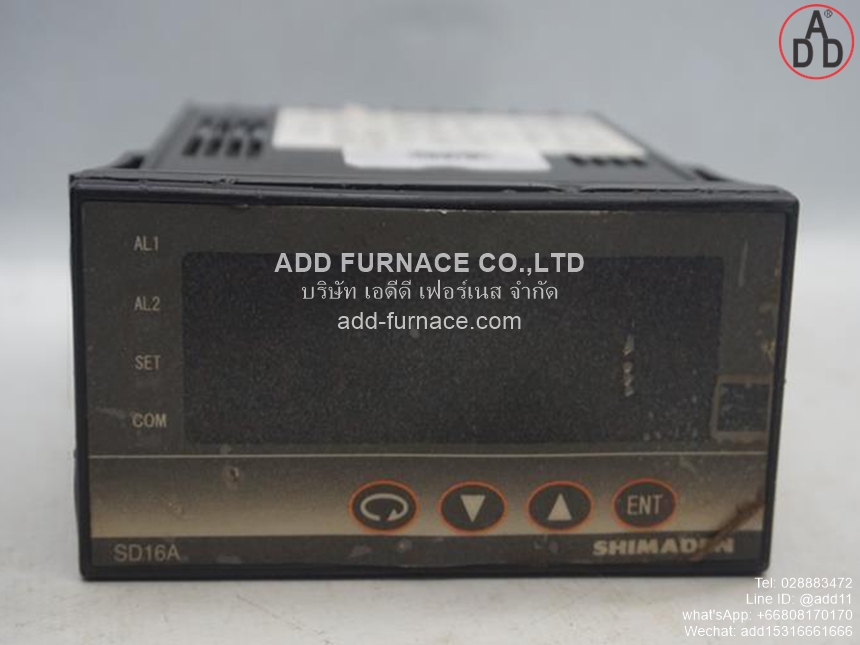 ADD®
AL1
AL2
SET
COM
ADD FURNACE CO.,LTD
บริษัท เอดีดี เฟอร์เนส จำกัด
add-furnace.com
ENT
SD16A
SHIMADEN
Tel: 028883472
Line ID: @add11
what'sApp: +66808170170
Wechat: add15316661666